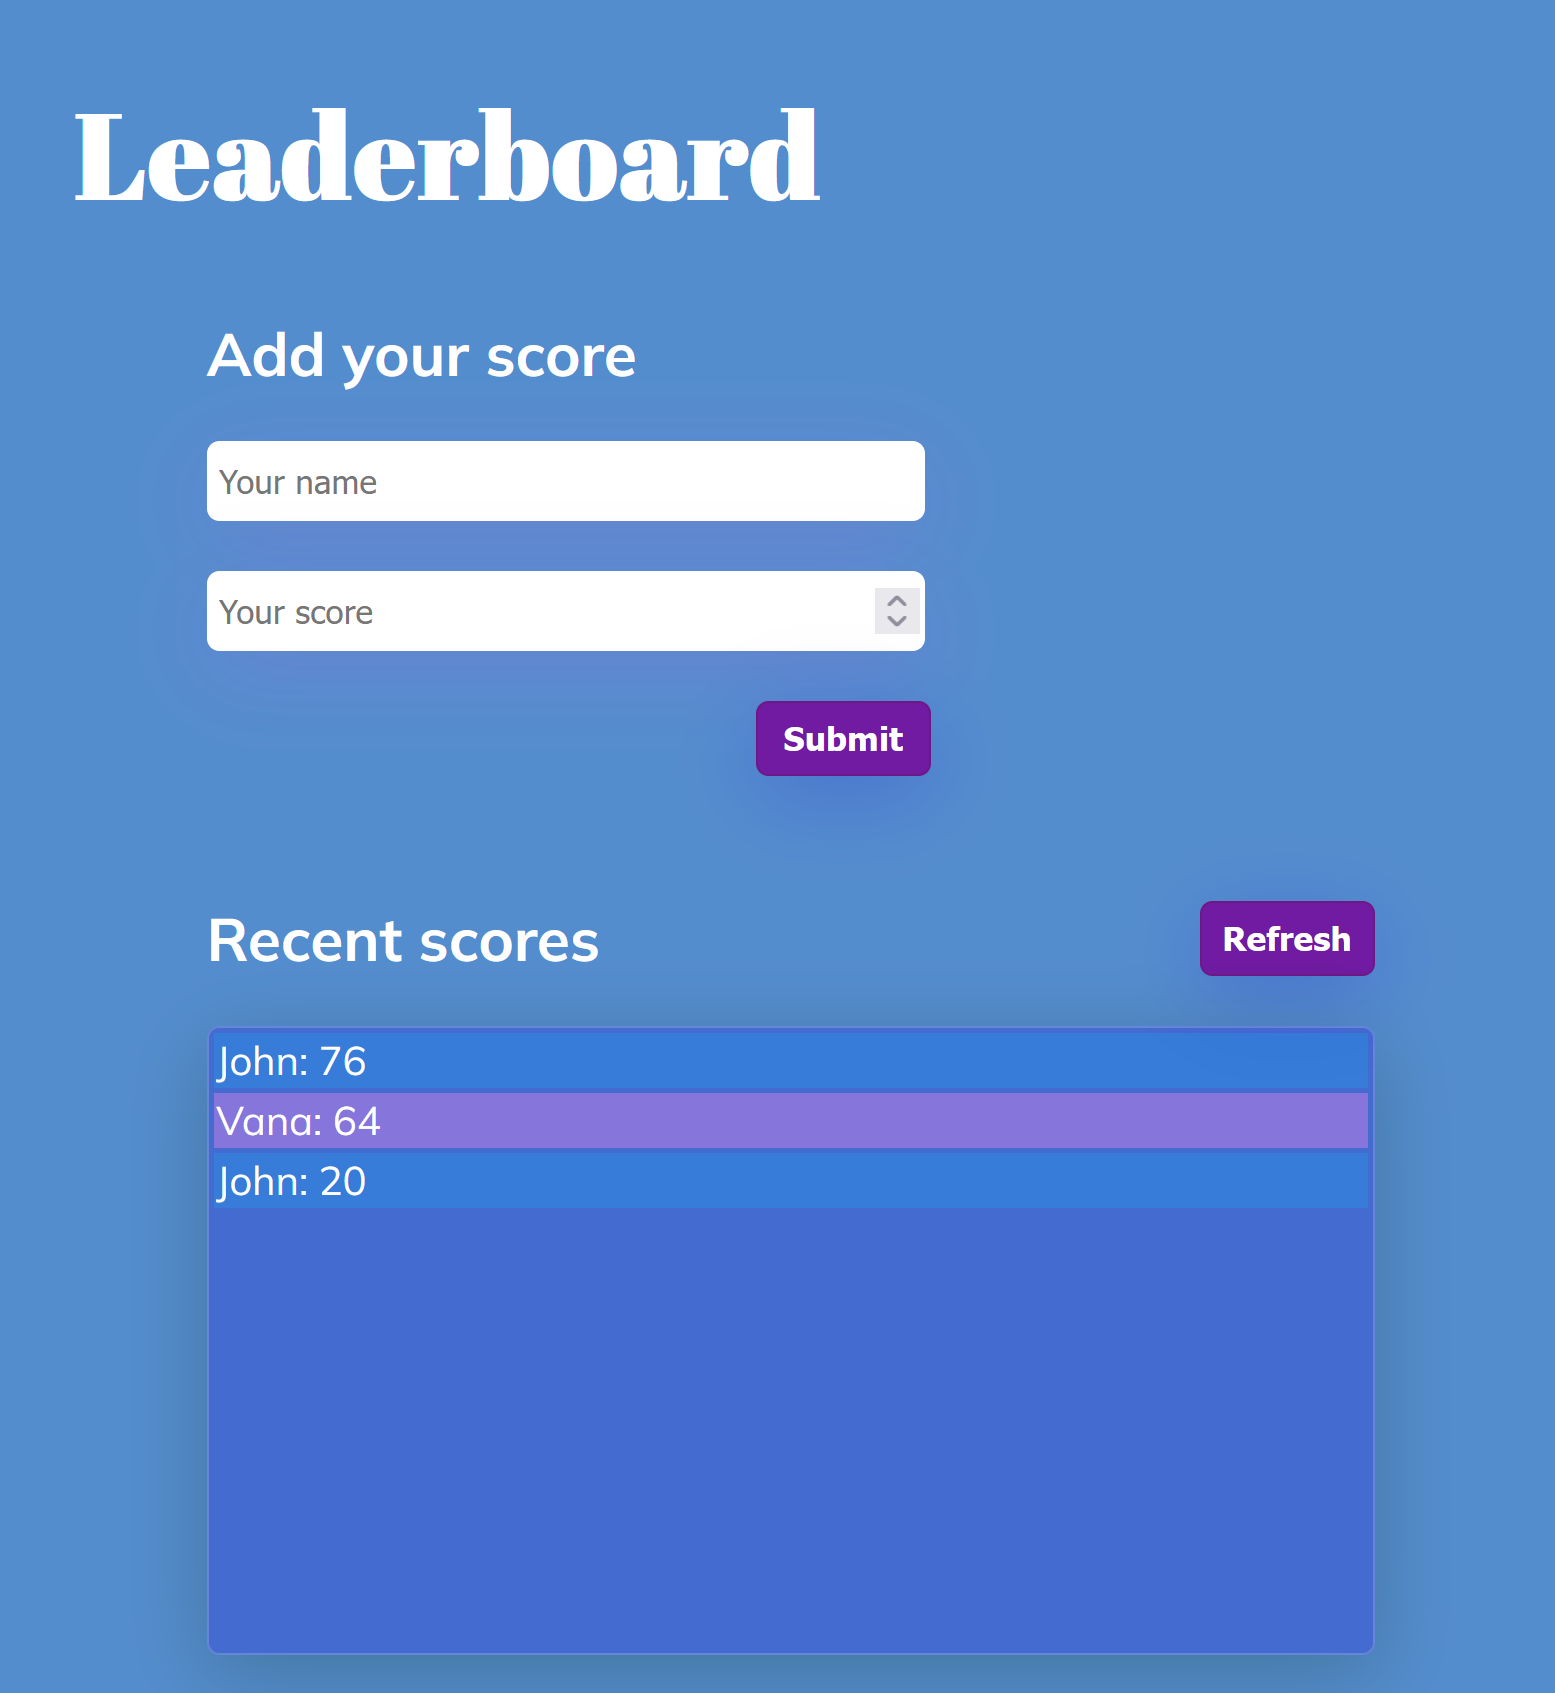 Leaderboard
Add your score
Your name
Your score
Submit
Recent scores
Refresh
John: 76
Vana: 64
John: 20